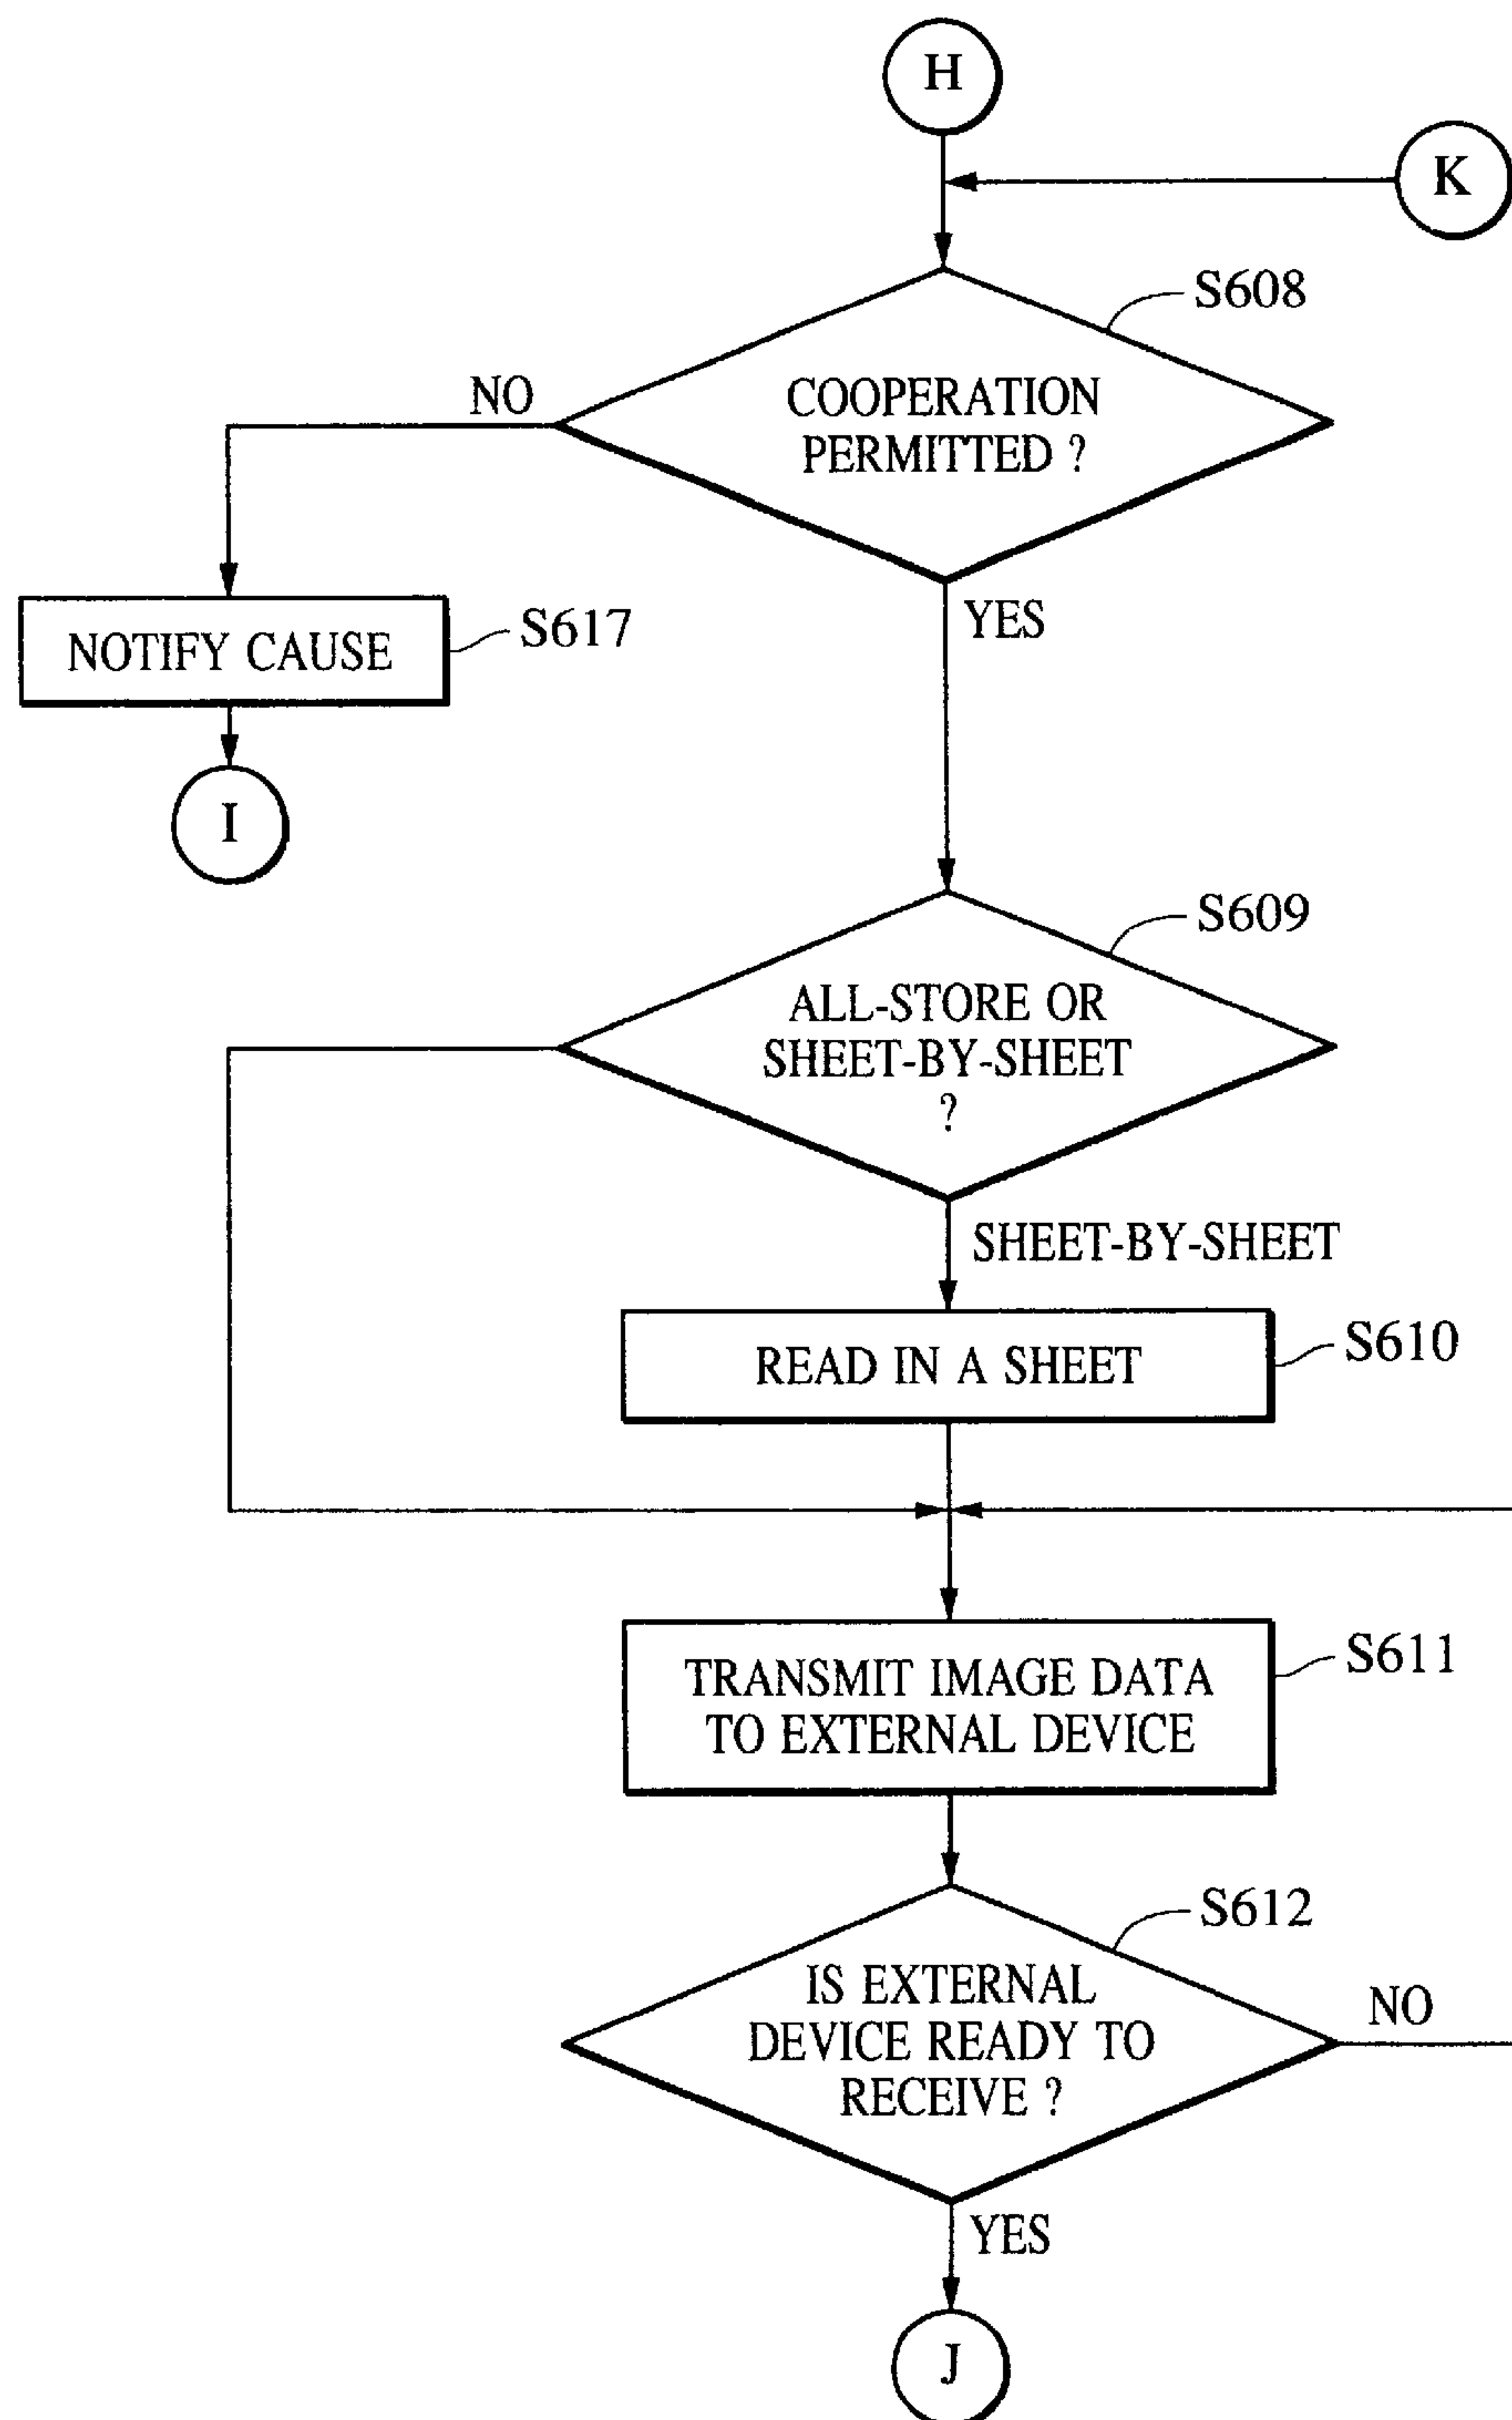 H
K
S608
NO
COOPERATION
PERMITTED ?
YES
NOTIFY CAUSE
S617
I
S609
ALL-STORE OR
SHEET-BY-SHEET
?
SHEET-BY-SHEET
READ IN A SHEET
S610
TRANSMIT IMAGE DATA
TO EXTERNAL DEVICE
S611
S612
IS EXTERNAL
DEVICE READY TO
RECEIVE ?
NO
YES
J